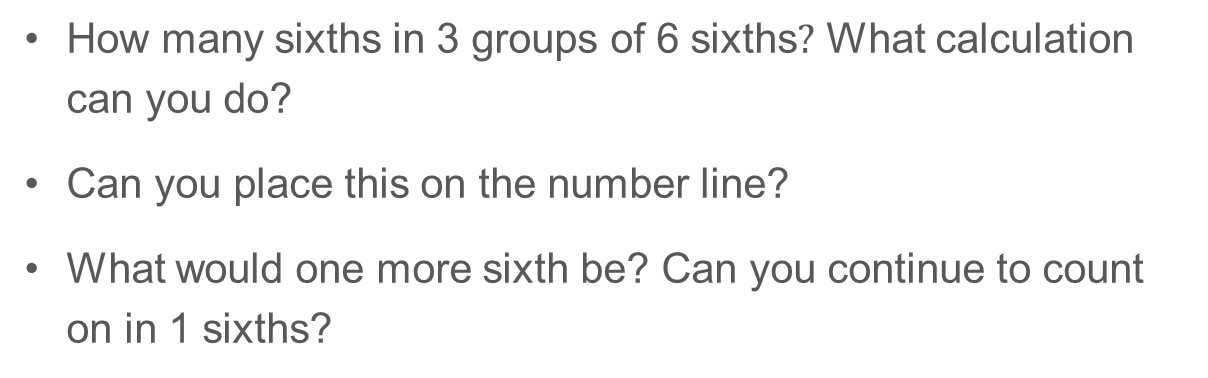 • How many sixths in 3 groups of 6 sixths? What calculation
can you do?
• Can you place this on the number line?
• What would one more sixth be? Can you continue to count
on in 1 sixths?